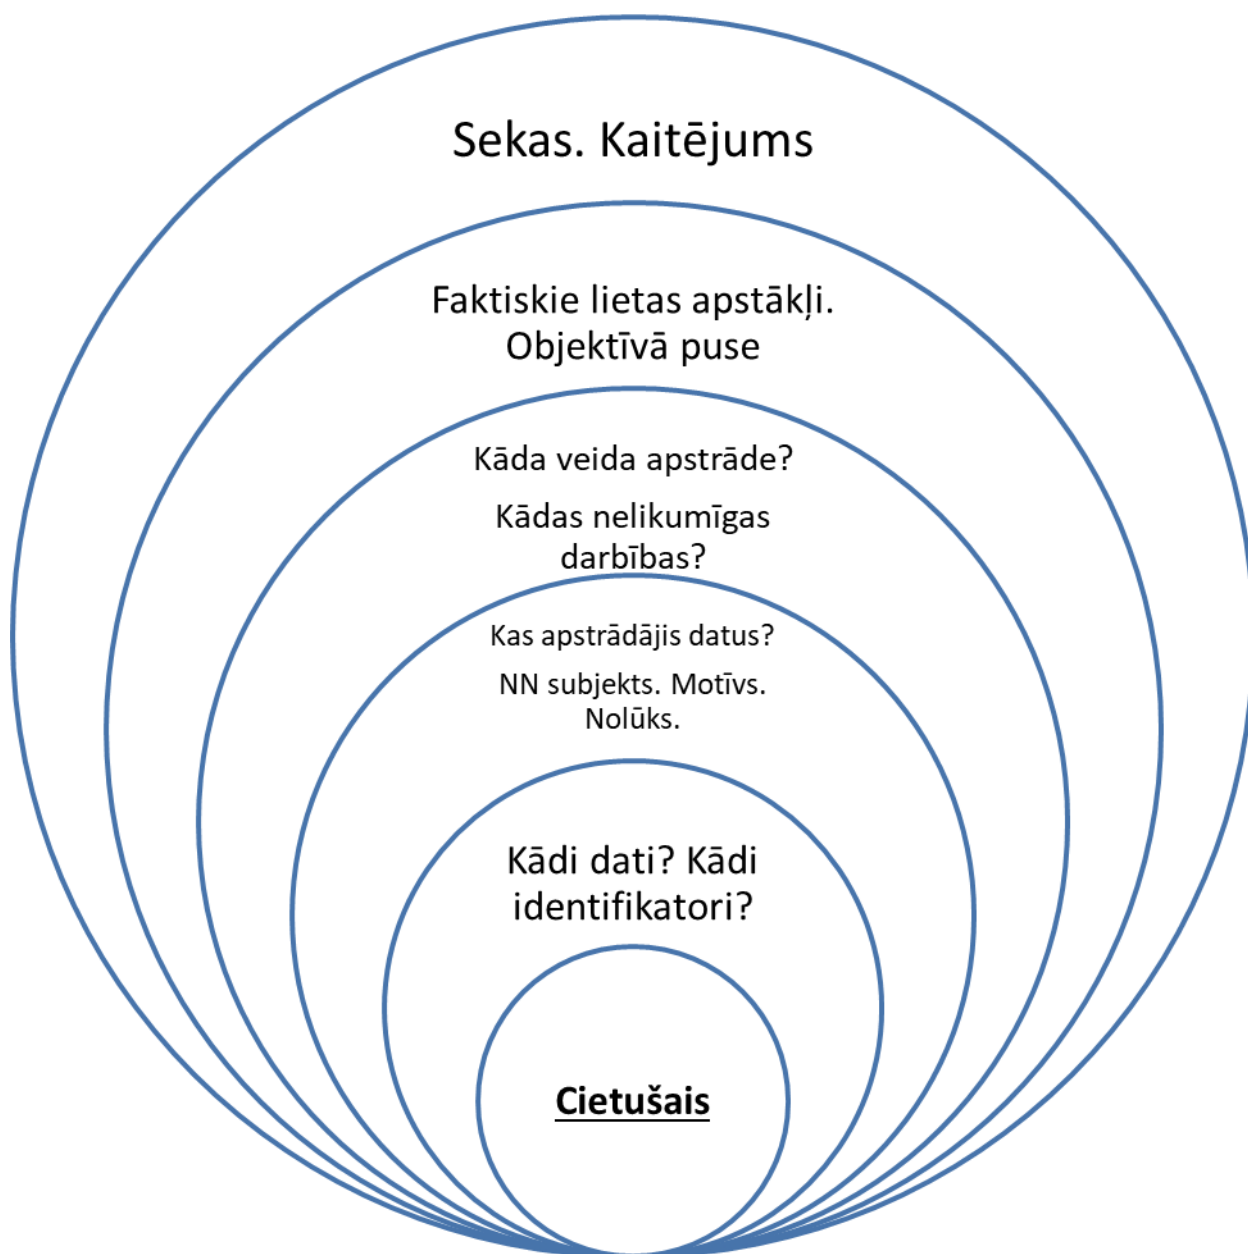 Sekas. Kaitējums
Faktiskie lietas apstākļi.
Objektīvā puse
Kāda veida apstrāde?
Kādas nelikumīgas
darbības?
Kas apstrādājis datus?
NN subjekts. Motīvs.
Nolūks.
Kādi dati? Kādi
identifikatori?
Cietušais